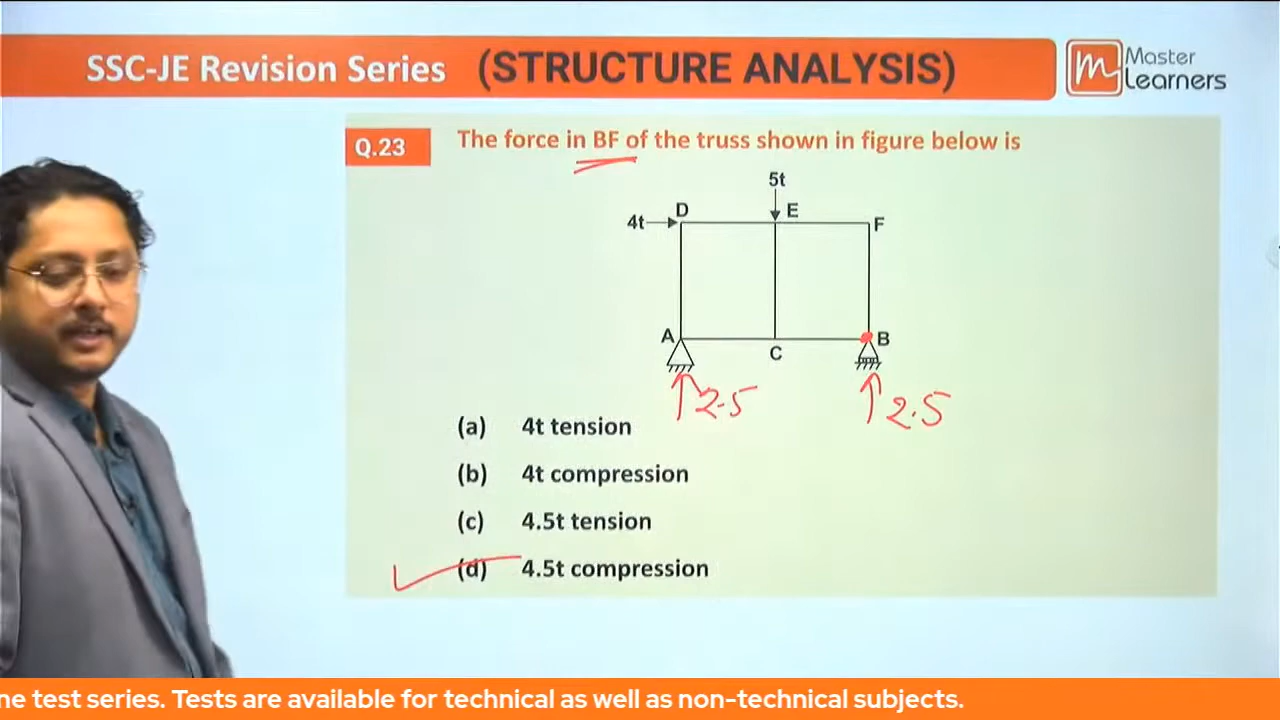 SSC-JE Revision Series (STRUCTURE ANALYSIS)
Master
Learners
Q.23 The force in BF of the truss shown in figure below is
5t
4t D E F
A C B
2.5 2.5
(a) 4t tension
(b) 4t compression
(c) 4.5t tension
(d) 4.5t compression
ne test series. Tests are available for technical as well as non-technical subjects.